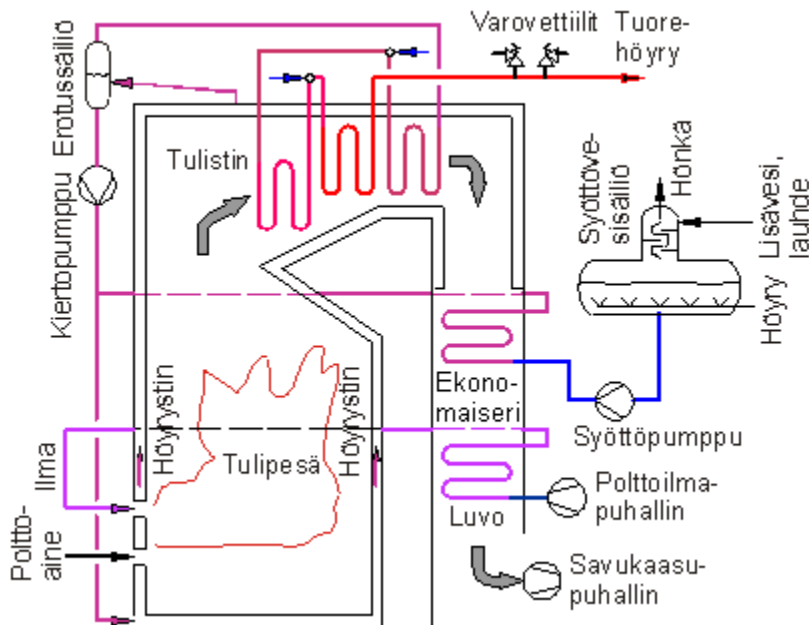 Varovettiilit
Tuore-
höyry
Erotussäiliö
Tulistin
Syöttöve-
sisäiliö
Hönkä
Lisävesi,
lauhde
Höyry
Kiertopumppu
Höyrystin
Höyrystin
Ekono-
maiseri
Syöttöpumppu
Ilma
Tulipesä
Luvo
Polttoilma-
puhallin
Poltto-
aine
Savukaasu-
puhallin